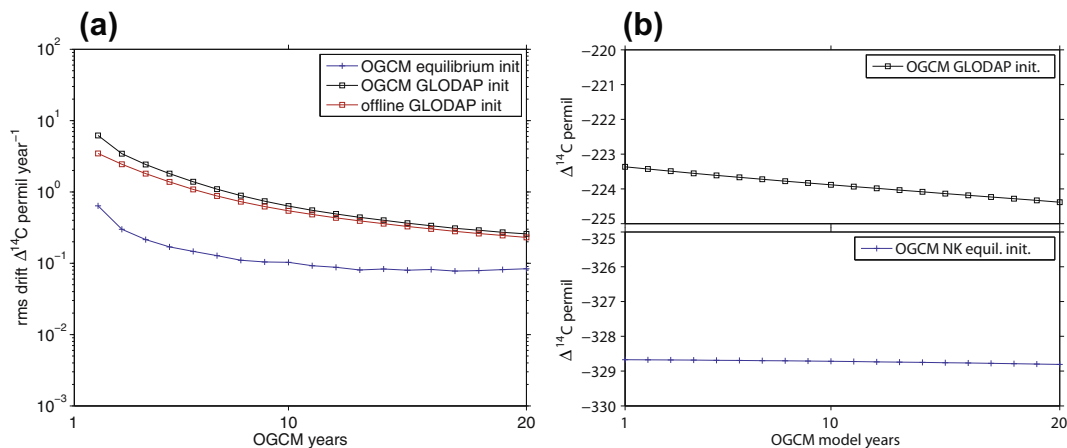 (a)
10²
10¹
10⁰
10⁻¹
10⁻²
10⁻³
rms drift Δ¹⁴C permil year⁻¹
OGCM equilibrium init
OGCM GLODAP init
offline GLODAP init
1
10
20
OGCM years
(b)
−220
−221
−222
−223
−224
−225
Δ¹⁴C permil
OGCM GLODAP init.
−325
−326
−327
−328
−329
−330
Δ¹⁴C permil
OGCM NK equil. init.
1
10
20
OGCM model years